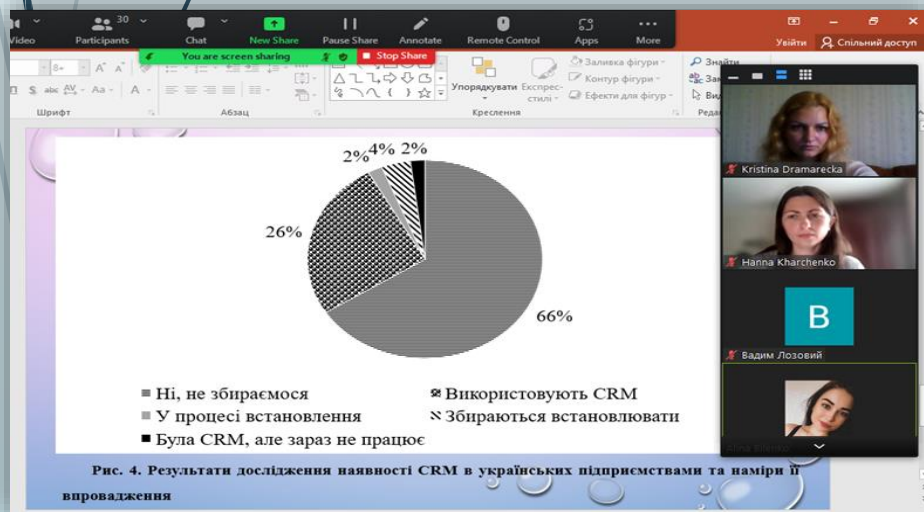 30
Video
Participants
Chat
New Share
Pause Share
Annotate
Remote Control
Apps
More
You are screen sharing
Stop Share
Увійти
Спільний доступ
8
Aa
Шрифт
Абзац
Упорядкувати
Експрес-
стилі
Заливка фігури
Контур фігури
Ефекти для фігур
Креслення
Знайти
2%
4%
2%
26%
66%
Ні, не збираємося
Використовують CRM
У процесі встановлення
Збираються встановлювати
Була CRM, але зараз не працює
Рис. 4. Результати дослідження наявності CRM в українських підприємствами та наміри її
впровадження
Kristina Dramarecka
Hanna Kharchenko
В
Вадим Лозовий